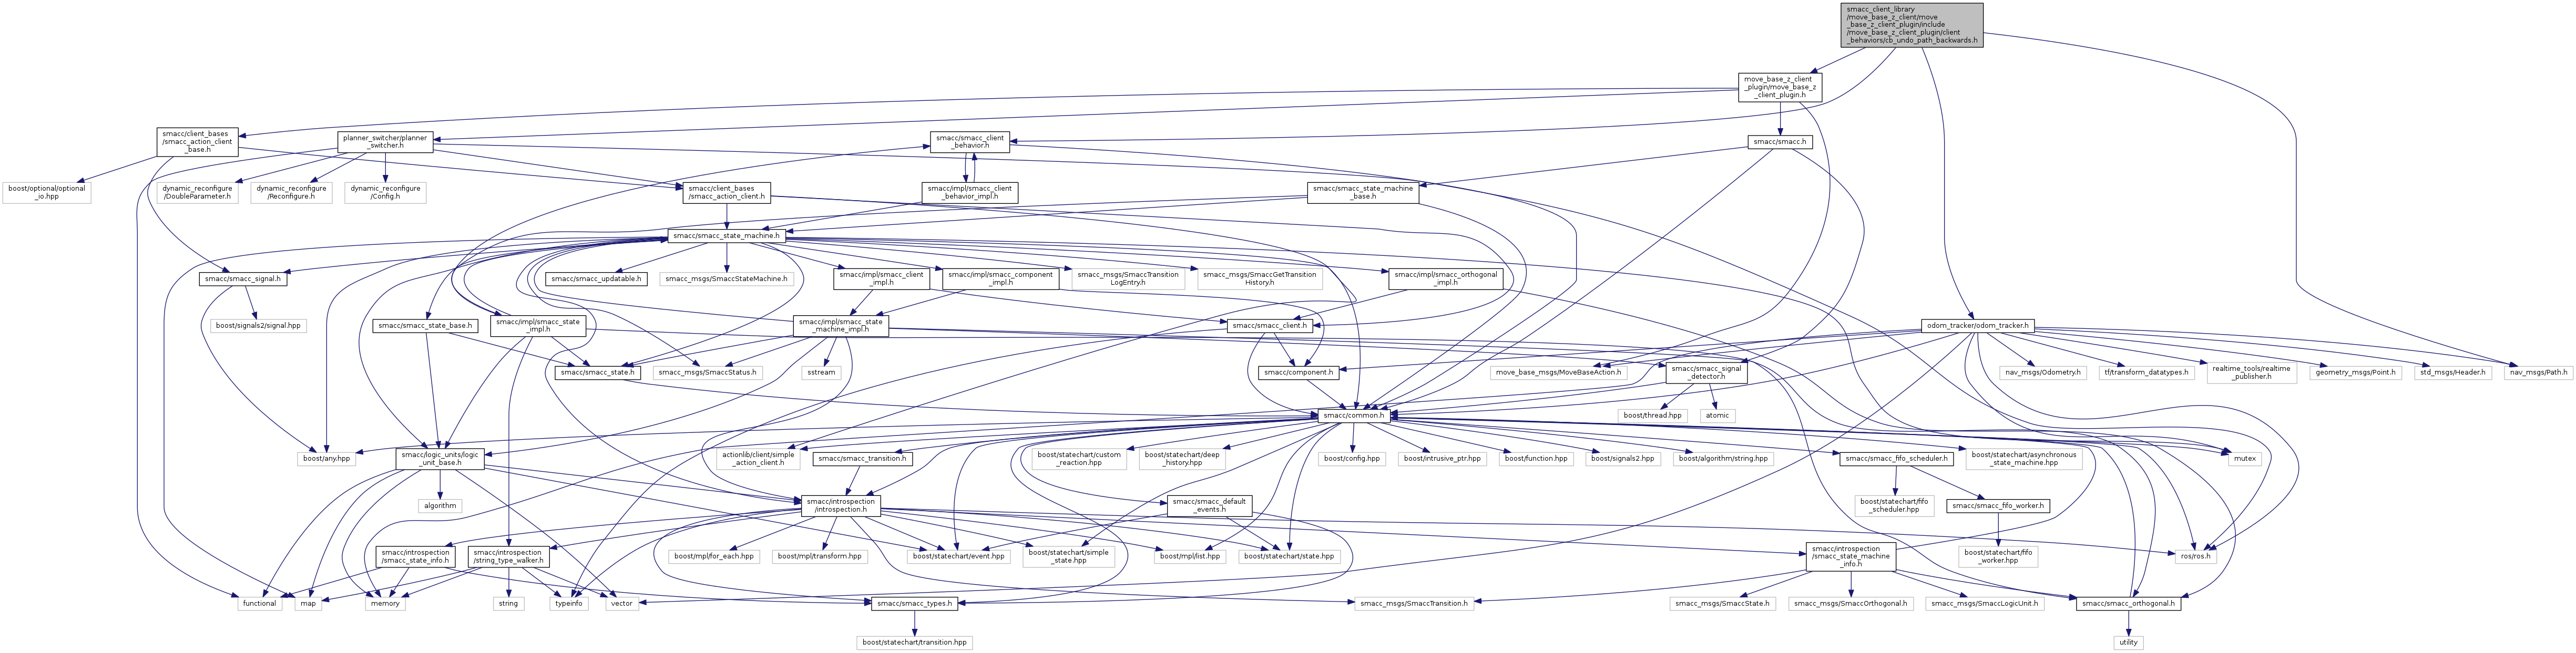 smacc_client_library
/move_base_z_client/move
_base_z_client_plugin/include
/move_base_z_client_plugin/client
_behaviors/cb_undo_path_backwards.h
move_base_z_client
_plugin/move_base_z
_client_plugin.h
smacc/client_bases
/smacc_action_client
_base.h
planner_switcher/planner
_switcher.h
smacc/smacc_client
_behavior.h
smacc/smacc.h
boost/optional/optional
_io.hpp
dynamic_reconfigure
/DoubleParameter.h
dynamic_reconfigure
/Reconfigure.h
dynamic_reconfigure
/Config.h
smacc/client_bases
/smacc_action_client.h
smacc/impl/smacc_client
_behavior_impl.h
smacc/smacc_state_machine
_base.h
smacc/smacc_state_machine.h
smacc/smacc_signal.h
smacc/smacc_updatable.h
smacc_msgs/SmaccStateMachine.h
smacc/impl/smacc_client
_impl.h
smacc/impl/smacc_component
_impl.h
smacc_msgs/SmaccTransition
LogEntry.h
smacc_msgs/SmaccGetTransition
History.h
smacc/impl/smacc_orthogonal
_impl.h
boost/signals2/signal.hpp
smacc/smacc_state_base.h
smacc/impl/smacc_state
_impl.h
smacc/impl/smacc_state
_machine_impl.h
smacc/smacc_client.h
odom_tracker/odom_tracker.h
smacc/smacc_state.h
smacc_msgs/SmaccStatus.h
sstream
smacc/component.h
move_base_msgs/MoveBaseAction.h
smacc/smacc_signal
_detector.h
nav_msgs/Odometry.h
tf/transform_datatypes.h
realtime_tools/realtime
_publisher.h
geometry_msgs/Point.h
std_msgs/Header.h
nav_msgs/Path.h
smacc/common.h
boost/thread.hpp
atomic
boost/any.hpp
smacc/logic_units/logic
_unit_base.h
actionlib/client/simple
_action_client.h
smacc/smacc_transition.h
boost/statechart/custom
_reaction.hpp
boost/statechart/deep
_history.hpp
boost/config.hpp
boost/intrusive_ptr.hpp
boost/function.hpp
boost/signals2.hpp
boost/algorithm/string.hpp
smacc/smacc_fifo_scheduler.h
boost/statechart/asynchronous
_state_machine.hpp
mutex
algorithm
smacc/introspection
/introspection.h
smacc/smacc_default
_events.h
boost/statechart/fifo
_scheduler.hpp
smacc/smacc_fifo_worker.h
smacc/introspection
/smacc_state_info.h
smacc/introspection
/string_type_walker.h
boost/mpl/for_each.hpp
boost/mpl/transform.hpp
boost/statechart/event.hpp
boost/statechart/simple
_state.hpp
boost/mpl/list.hpp
boost/statechart/state.hpp
smacc/introspection
/smacc_state_machine
_info.h
boost/statechart/fifo
_worker.hpp
ros/ros.h
functional
map
memory
string
typeinfo
vector
smacc/smacc_types.h
smacc_msgs/SmaccTransition.h
smacc_msgs/SmaccState.h
smacc_msgs/SmaccOrthogonal.h
smacc_msgs/SmaccLogicUnit.h
smacc/smacc_orthogonal.h
boost/statechart/transition.hpp
utility